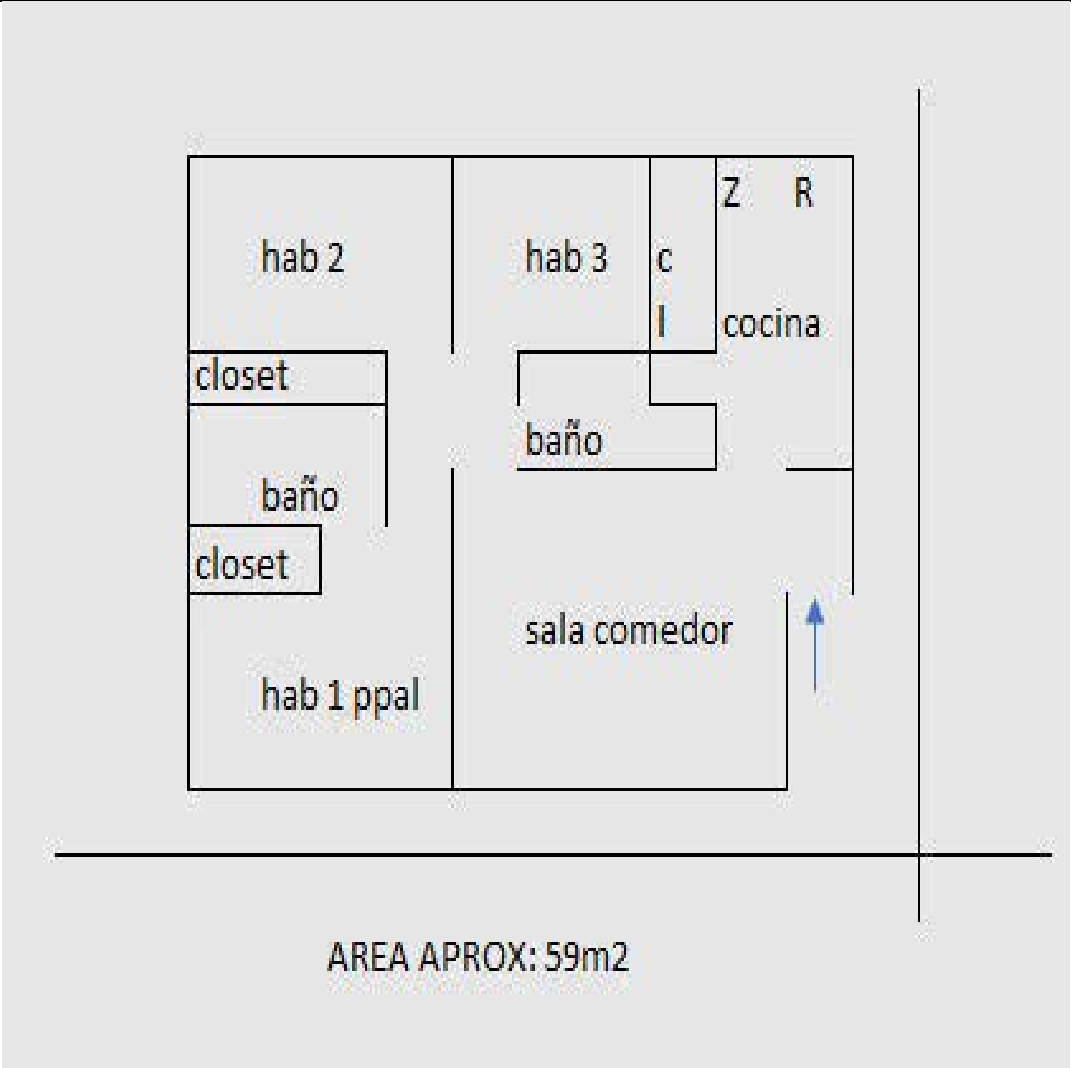 Z R
hab 2
hab 3
c
l
cocina
closet
baño
baño
closet
sala comedor
hab 1 ppal
AREA APROX: 59m2